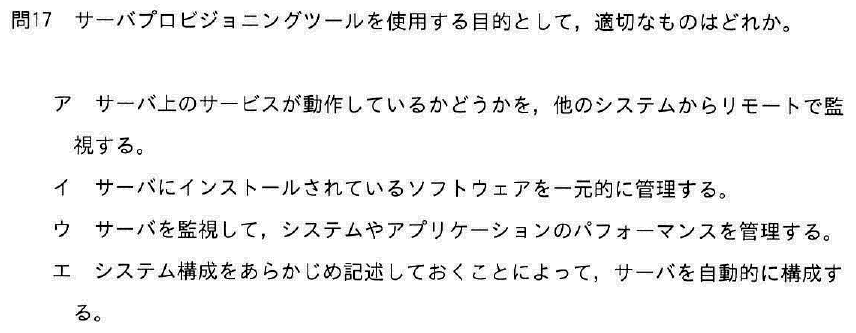 問17 サーバプロビジョニングツールを使用する目的として，適切なものはどれか。
ア サーバ上のサービスが動作しているかどうかを，他のシステムからリモートで監
視する。
イ サーバにインストールされているソフトウェアを一元的に管理する。
ウ サーバを監視して，システムやアプリケーションのパフォーマンスを管理する。
エ システム構成をあらかじめ記述しておくことによって，サーバを自動的に構成す
る。